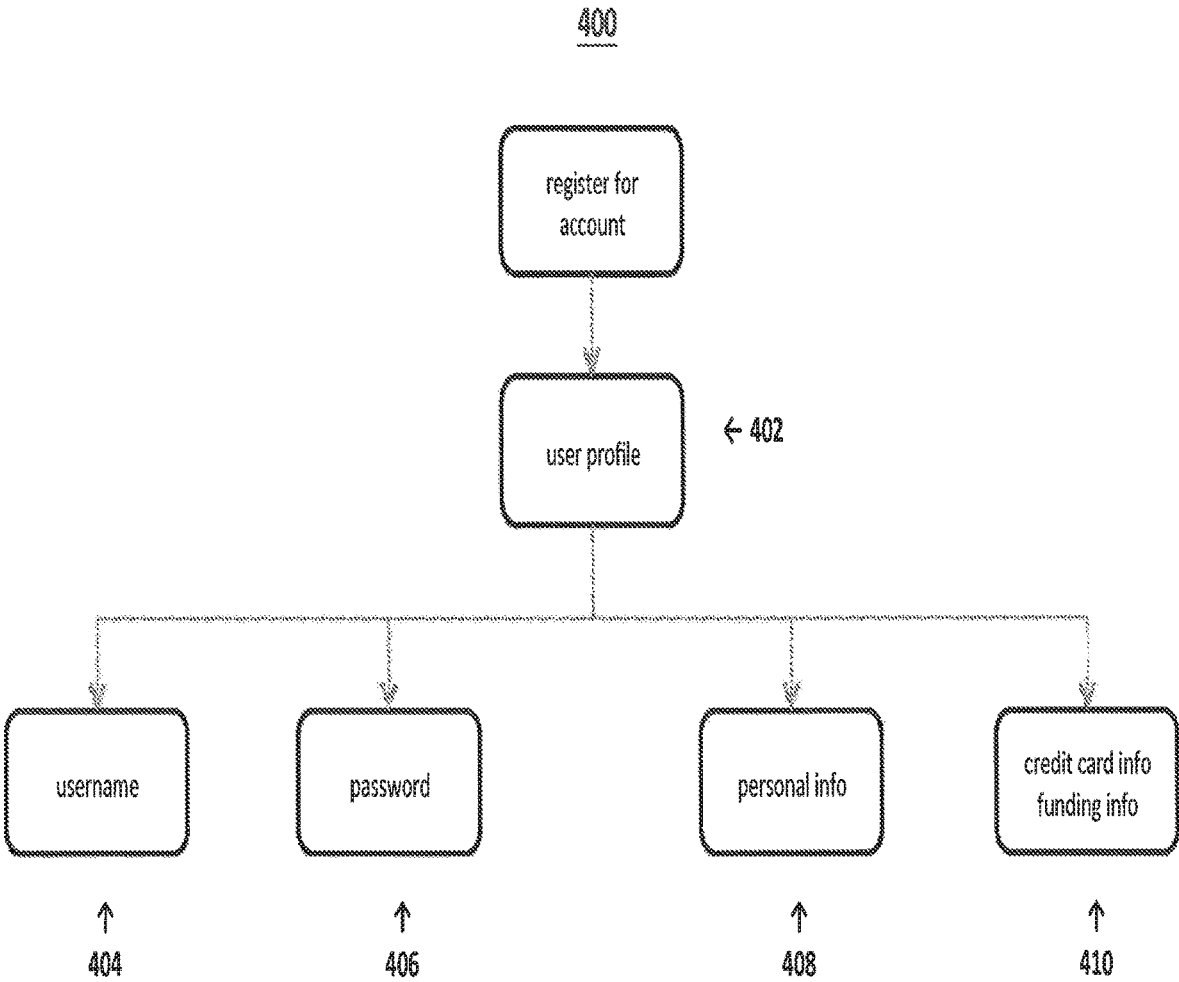 400
register for
account
user profile
← 402
username
password
personal info
credit card info
funding info
↑
404
↑
406
↑
408
↑
410